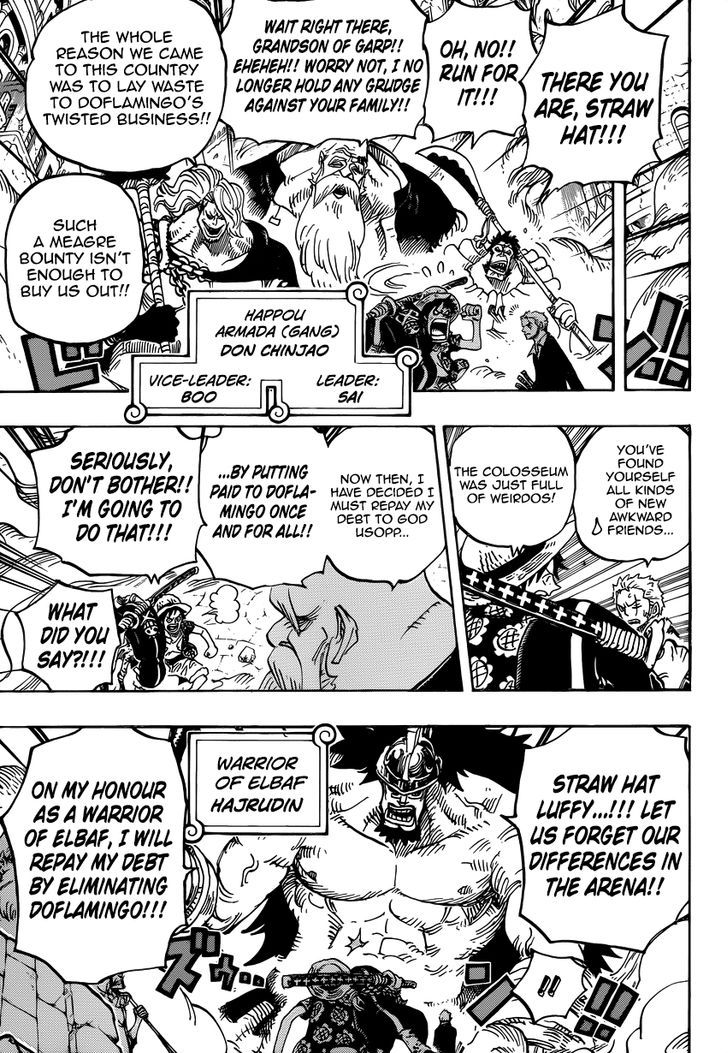 THERE YOU
ARE, STRAW
HAT!!!
OH, NO!!
RUN FOR
IT!!!
WAIT RIGHT THERE,
GRANDSON OF GARP!!
EHEHEH!! WORRY NOT, I NO
LONGER HOLD ANY GRUDGE
AGAINST YOUR FAMILY!!
THE WHOLE
REASON WE CAME
TO THIS COUNTRY
WAS TO LAY WASTE
TO DOFLAMINGO'S
TWISTED BUSINESS!!
SUCH
A MEAGRE
BOUNTY ISN'T
ENOUGH TO
BUY US OUT!!
HAPPOU
ARMADA (GANG)
DON CHINJAO
VICE-LEADER:
BOO
LEADER:
SAI
YOU'VE
FOUND
YOURSELF
ALL KINDS
OF NEW
AWKWARD
FRIENDS...
THE COLOSSEUM
WAS JUST FULL
OF WEIRDOS!
NOW THEN, I
HAVE DECIDED I
MUST REPAY MY
DEBT TO GOD
USOPP...
...BY PUTTING
PAID TO DOFLA-
MINGO ONCE
AND FOR ALL!!
SERIOUSLY,
DON'T BOTHER!!
I'M GOING TO
DO THAT!!!
WHAT
DID YOU
SAY?!!!
STRAW HAT
LUFFY...!!! LET
US FORGET OUR
DIFFERENCES IN
THE ARENA!!
WARRIOR
OF ELBAF
HAJRUDIN
ON MY HONOUR
AS A WARRIOR
OF ELBAF, I WILL
REPAY MY DEBT
BY ELIMINATING
DOFLAMINGO!!!
ズゥ...ン!!